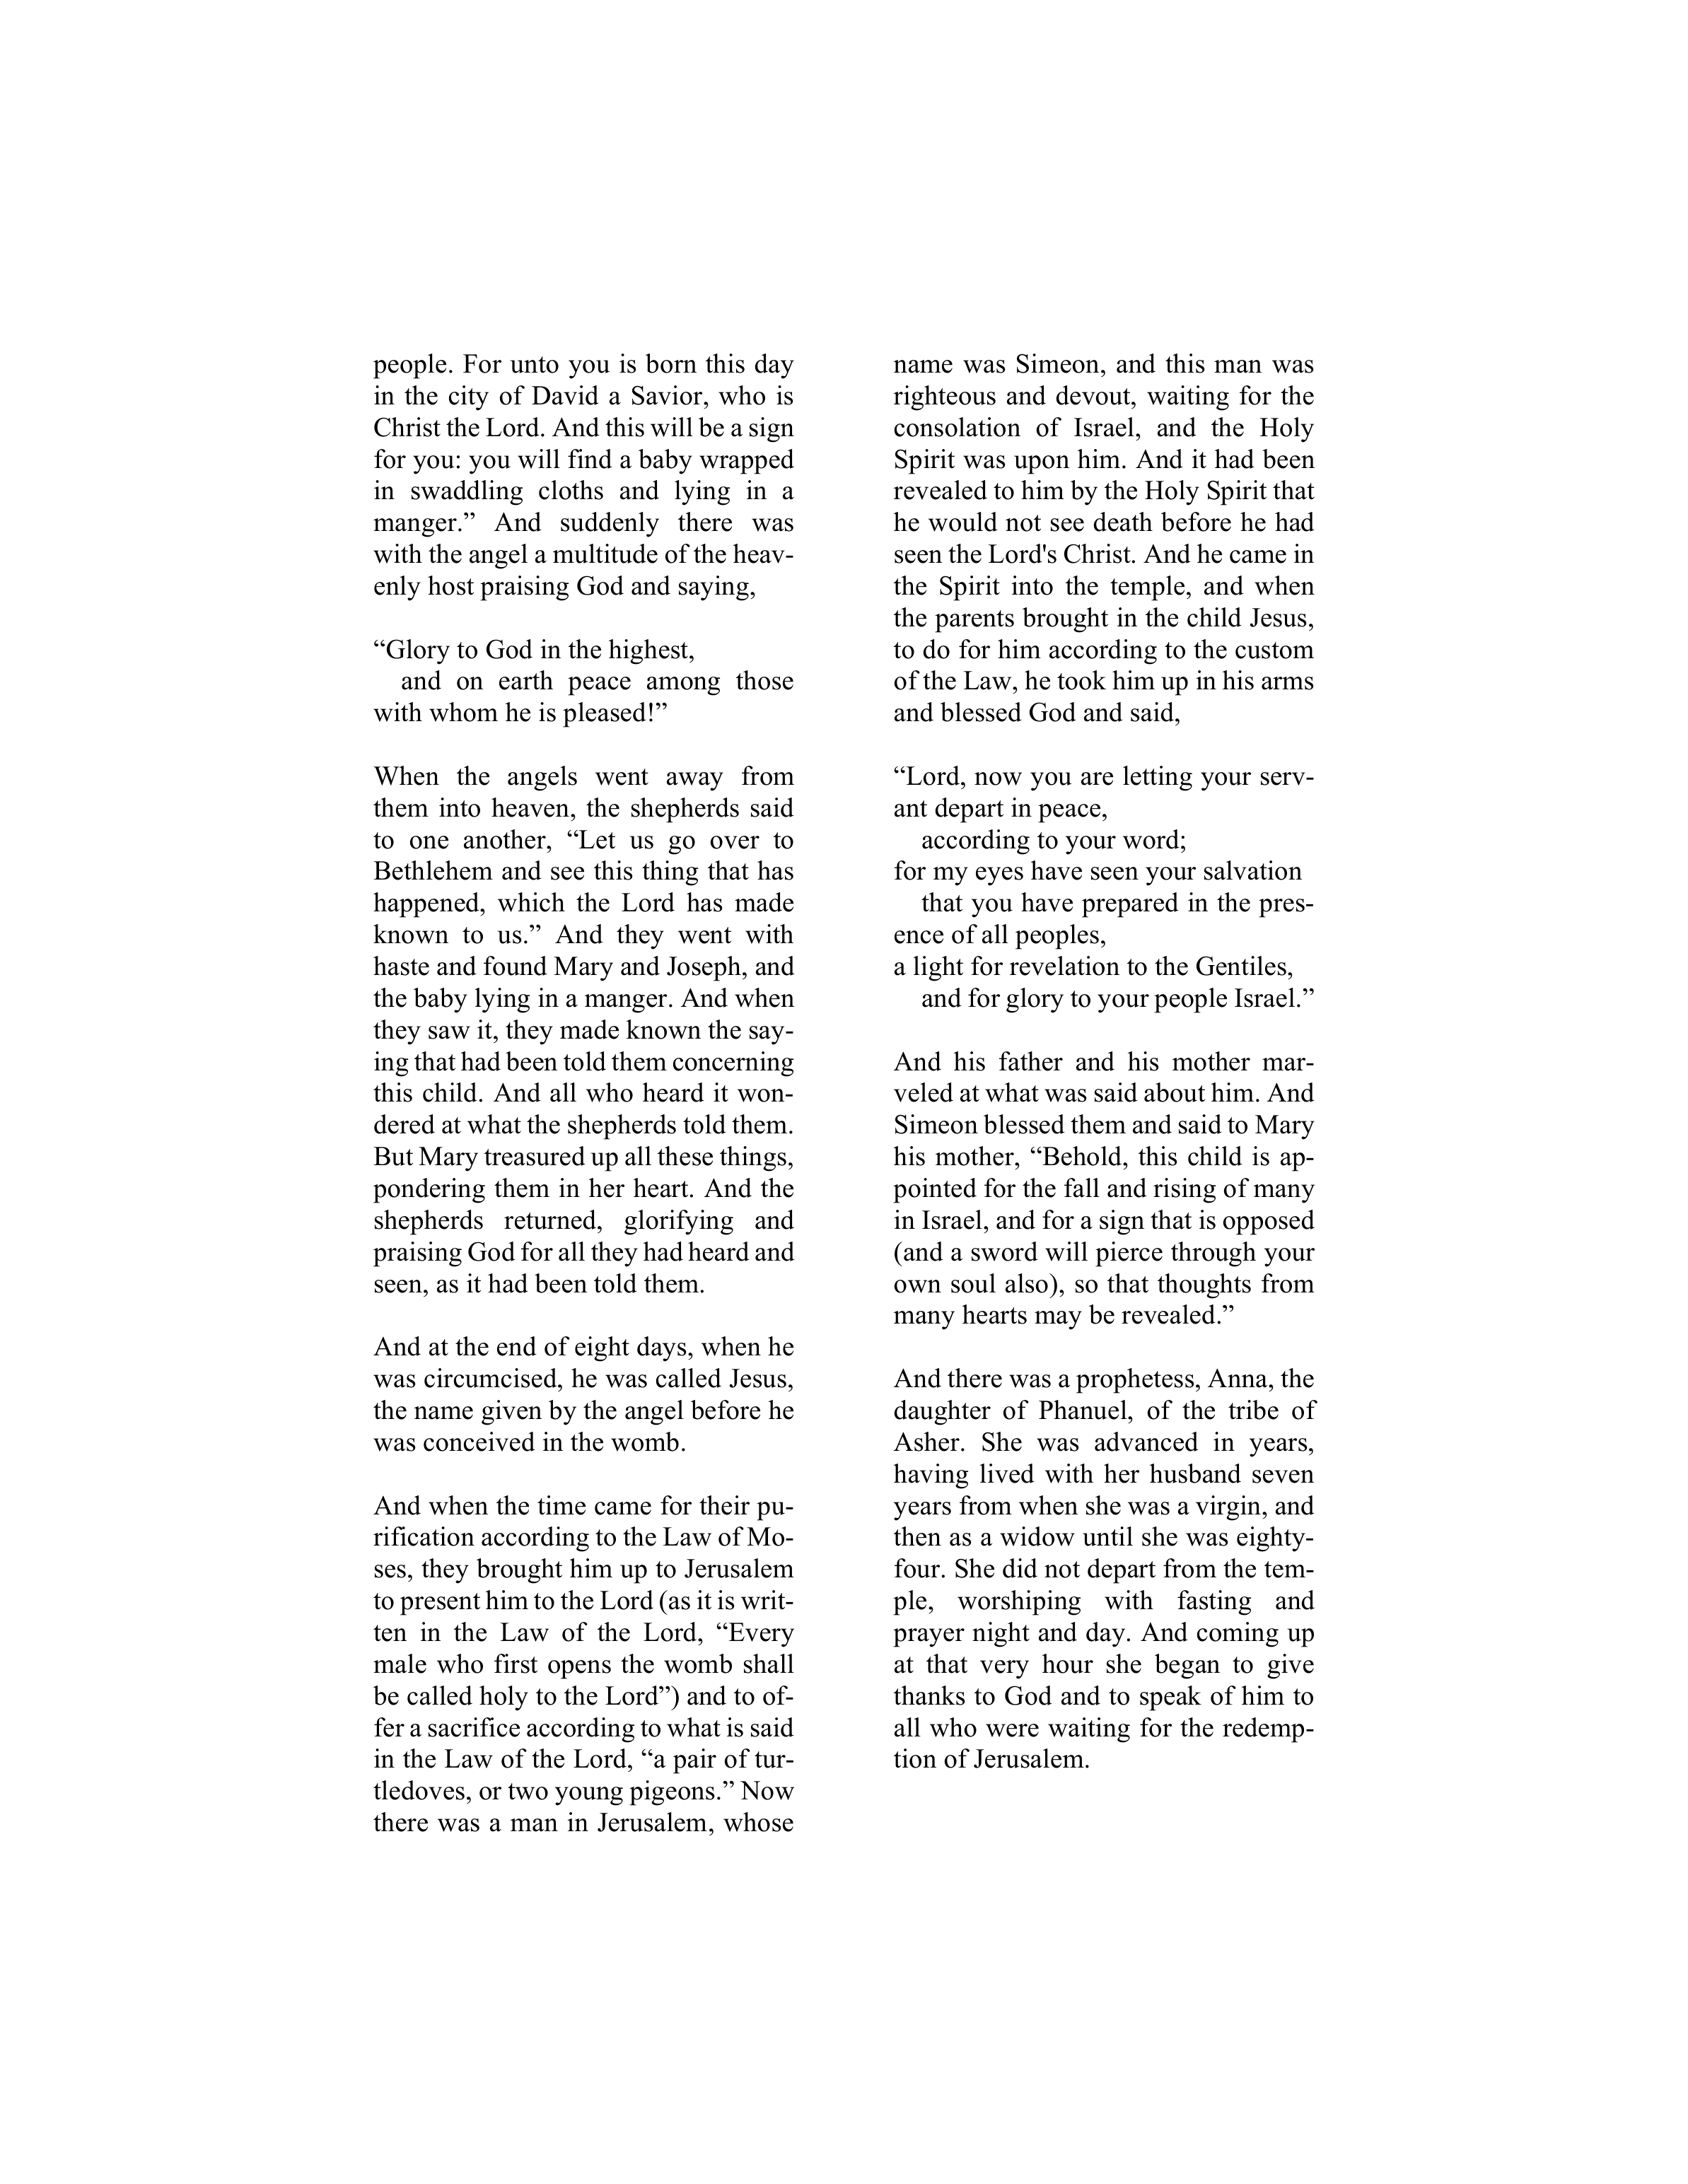 people. For unto you is born this day
in the city of David a Savior, who is
Christ the Lord. And this will be a sign
for you: you will find a baby wrapped
in swaddling cloths and lying in a
manger.” And suddenly there was
with the angel a multitude of the heav-
enly host praising God and saying,

“Glory to God in the highest,
and on earth peace among those
with whom he is pleased!”

When the angels went away from
them into heaven, the shepherds said
to one another, “Let us go over to
Bethlehem and see this thing that has
happened, which the Lord has made
known to us.” And they went with
haste and found Mary and Joseph, and
the baby lying in a manger. And when
they saw it, they made known the say-
ing that had been told them concerning
this child. And all who heard it won-
dered at what the shepherds told them.
But Mary treasured up all these things,
pondering them in her heart. And the
shepherds returned, glorifying and
praising God for all they had heard and
seen, as it had been told them.

And at the end of eight days, when he
was circumcised, he was called Jesus,
the name given by the angel before he
was conceived in the womb.

And when the time came for their pu-
rification according to the Law of Mo-
ses, they brought him up to Jerusalem
to present him to the Lord (as it is writ-
ten in the Law of the Lord, “Every
male who first opens the womb shall
be called holy to the Lord”) and to of-
fer a sacrifice according to what is said
in the Law of the Lord, “a pair of tur-
tledoves, or two young pigeons.” Now
there was a man in Jerusalem, whose
name was Simeon, and this man was
righteous and devout, waiting for the
consolation of Israel, and the Holy
Spirit was upon him. And it had been
revealed to him by the Holy Spirit that
he would not see death before he had
seen the Lord's Christ. And he came in
the Spirit into the temple, and when
the parents brought in the child Jesus,
to do for him according to the custom
of the Law, he took him up in his arms
and blessed God and said,

“Lord, now you are letting your serv-
ant depart in peace,
according to your word;
for my eyes have seen your salvation
that you have prepared in the pres-
ence of all peoples,
a light for revelation to the Gentiles,
and for glory to your people Israel.”

And his father and his mother mar-
veled at what was said about him. And
Simeon blessed them and said to Mary
his mother, “Behold, this child is ap-
pointed for the fall and rising of many
in Israel, and for a sign that is opposed
(and a sword will pierce through your
own soul also), so that thoughts from
many hearts may be revealed.”

And there was a prophetess, Anna, the
daughter of Phanuel, of the tribe of
Asher. She was advanced in years,
having lived with her husband seven
years from when she was a virgin, and
then as a widow until she was eighty-
four. She did not depart from the tem-
ple, worshiping with fasting and
prayer night and day. And coming up
at that very hour she began to give
thanks to God and to speak of him to
all who were waiting for the redemp-
tion of Jerusalem.